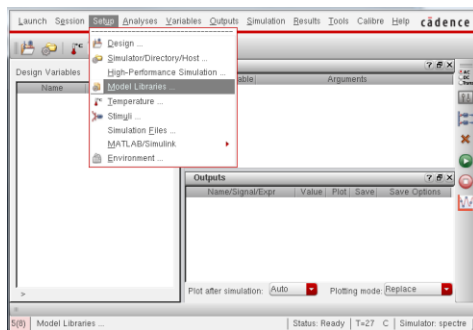 Launch Session Setup Analyses Variables Outputs Simulation Results Tools Calibre Help cādence
Design ...
Simulator/Directory/Host ...
High-Performance Simulation ...
Model Libraries ...
Temperature ...
Stimuli ...
Simulation Files ...
MATLAB/Simulink
Environment ...
Design Variables
Name
Arguments
Outputs
Name/Signal/Expr Value Plot Save Save Options
Plot after simulation: Auto Plotting mode: Replace
>
5(8) Model Libraries ... Status: Ready T=27 C Simulator: spectre